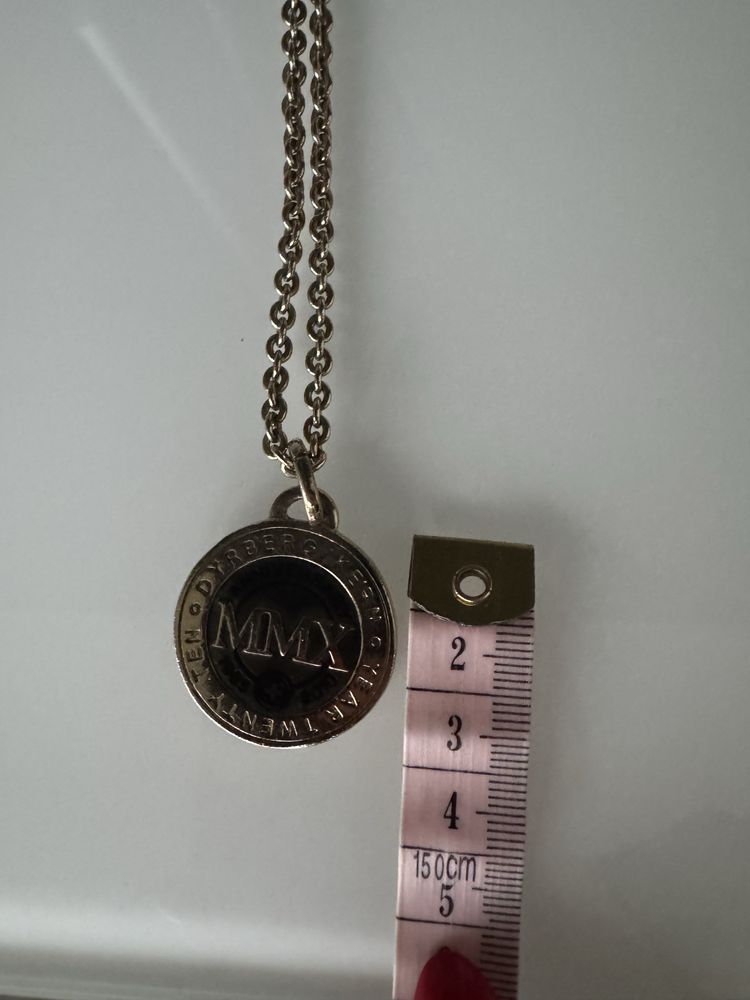 DYRBERG/KERN
YEAR TWENTY TEN
MMX
2
3
4
150cm
5